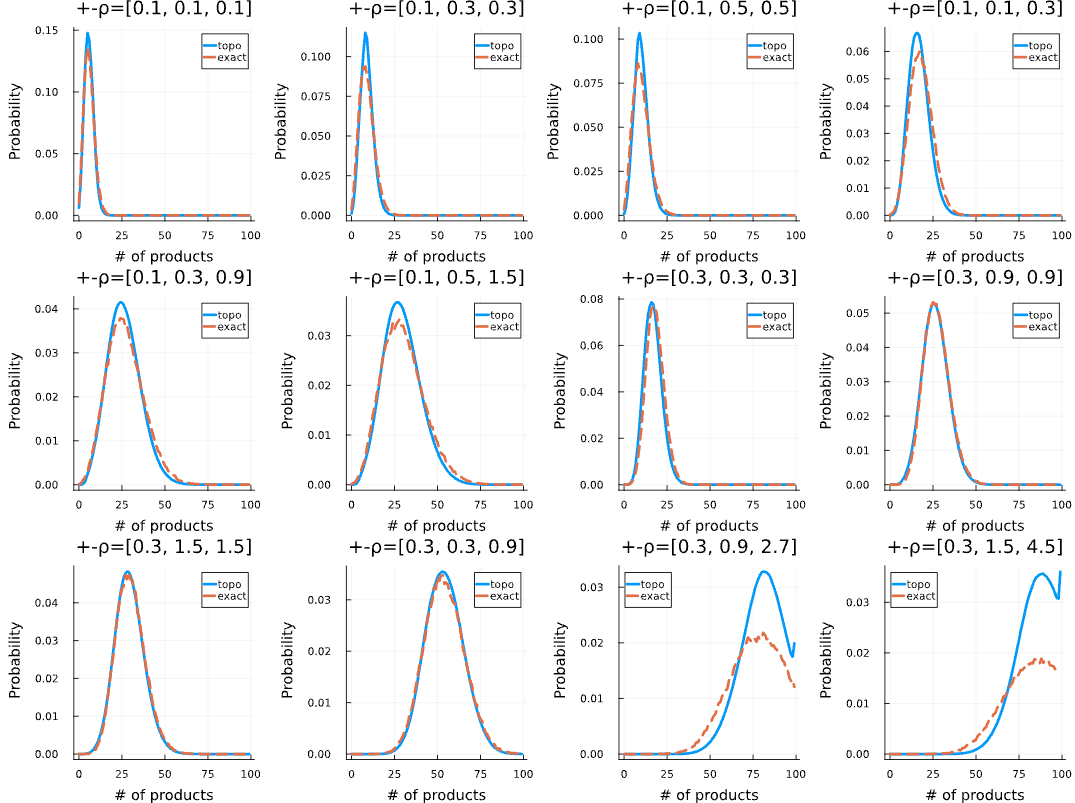 +-ρ=[0.1, 0.1, 0.1]
+-ρ=[0.1, 0.3, 0.3]
+-ρ=[0.1, 0.5, 0.5]
+-ρ=[0.1, 0.1, 0.3]
0.15
0.10
0.05
0.00
Probability
topo
exact
0 25 50 75 100
# of products
0.100
0.075
0.050
0.025
0.000
Probability
topo
exact
0 25 50 75 100
# of products
0.100
0.075
0.050
0.025
0.000
Probability
topo
exact
0 25 50 75 100
# of products
0.06
0.05
0.04
0.03
0.02
0.01
0.00
Probability
topo
exact
0 25 50 75 100
# of products
+-ρ=[0.1, 0.3, 0.9]
+-ρ=[0.1, 0.5, 1.5]
+-ρ=[0.3, 0.3, 0.3]
+-ρ=[0.3, 0.9, 0.9]
0.04
0.03
0.02
0.01
0.00
Probability
topo
exact
0 25 50 75 100
# of products
0.03
0.02
0.01
0.00
Probability
topo
exact
0 25 50 75 100
# of products
0.08
0.06
0.04
0.02
0.00
Probability
topo
exact
0 25 50 75 100
# of products
0.05
0.04
0.03
0.02
0.01
0.00
Probability
topo
exact
0 25 50 75 100
# of products
+-ρ=[0.3, 1.5, 1.5]
+-ρ=[0.3, 0.3, 0.9]
+-ρ=[0.3, 0.9, 2.7]
+-ρ=[0.3, 1.5, 4.5]
0.04
0.03
0.02
0.01
0.00
Probability
topo
exact
0 25 50 75 100
# of products
0.03
0.02
0.01
0.00
Probability
topo
exact
0 25 50 75 100
# of products
0.03
0.02
0.01
0.00
Probability
topo
exact
0 25 50 75 100
# of products
0.03
0.02
0.01
0.00
Probability
topo
exact
0 25 50 75 100
# of products